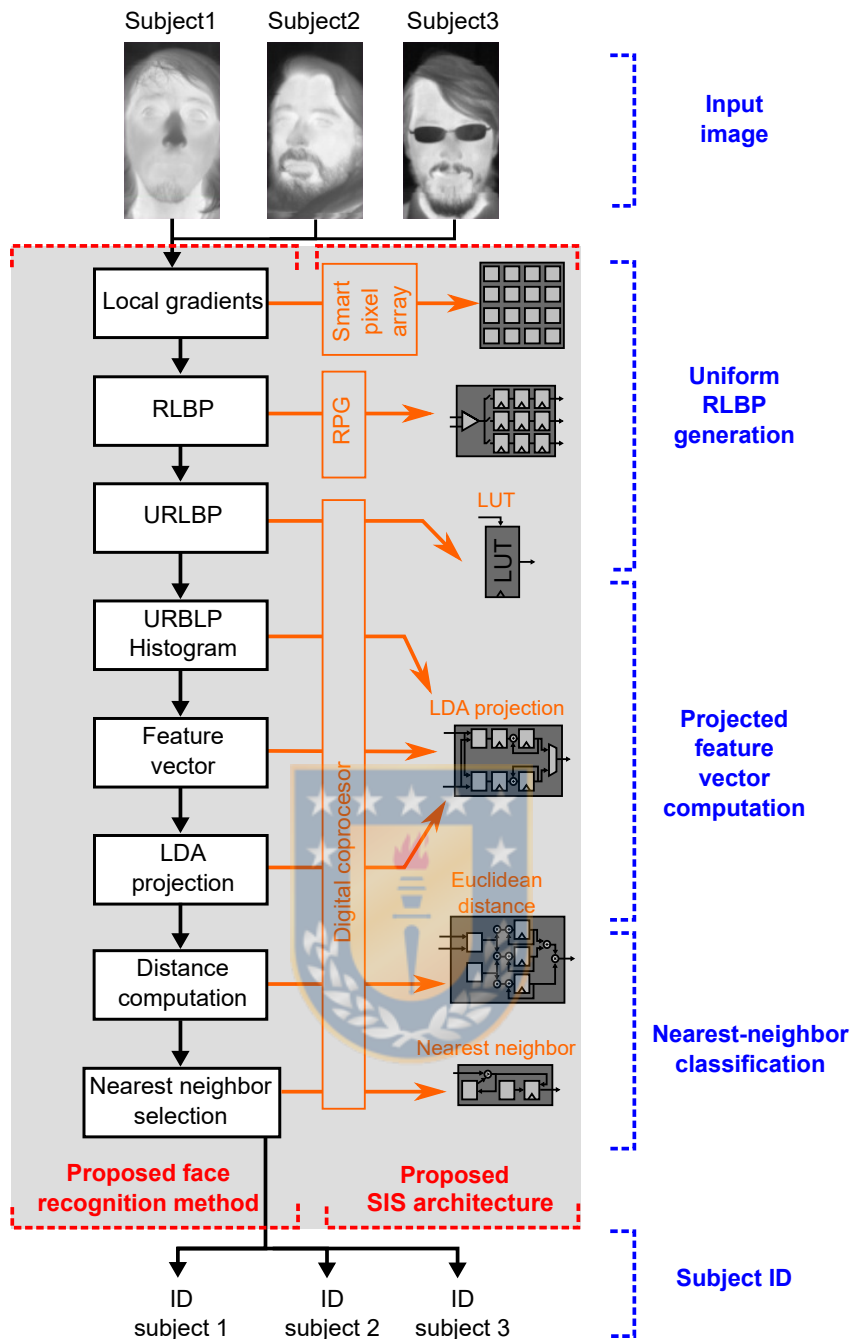 Subject1
Subject2
Subject3
Input
image
Local gradients
Smart
pixel
array
RLBP
RPG
Uniform
RLBP
generation
URLBP
LUT
LUT
URBLP
Histogram
Digital coprocesor
LDA projection
Feature
vector
Projected
feature
vector
computation
LDA
projection
Euclidean
distance
Distance
computation
Nearest neighbor
Nearest-neighbor
classification
Nearest neighbor
selection
Proposed face
recognition method
Proposed
SIS architecture
Subject ID
ID
subject 1
ID
subject 2
ID
subject 3